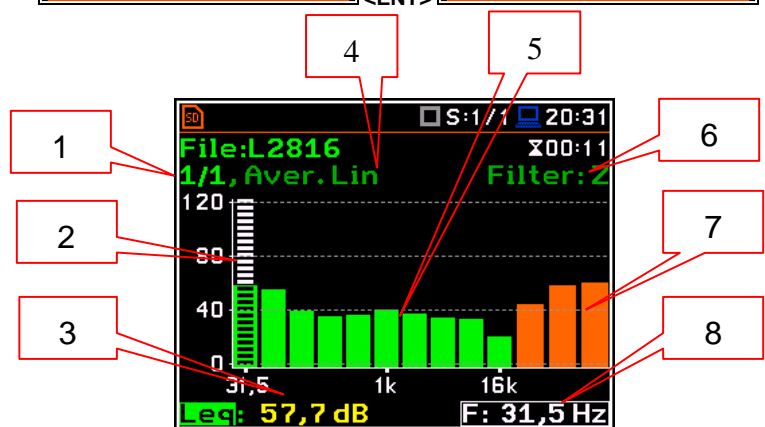 <ENT>
4
5
SD
S:1/1 20:31
1
File:L2816
00:11
6
1/1, Aver.Lin
Filter:Z
120
2
80
7
40
3
0
8
31,5
1k
16k
Leq: 57,7 dB
F: 31,5 Hz